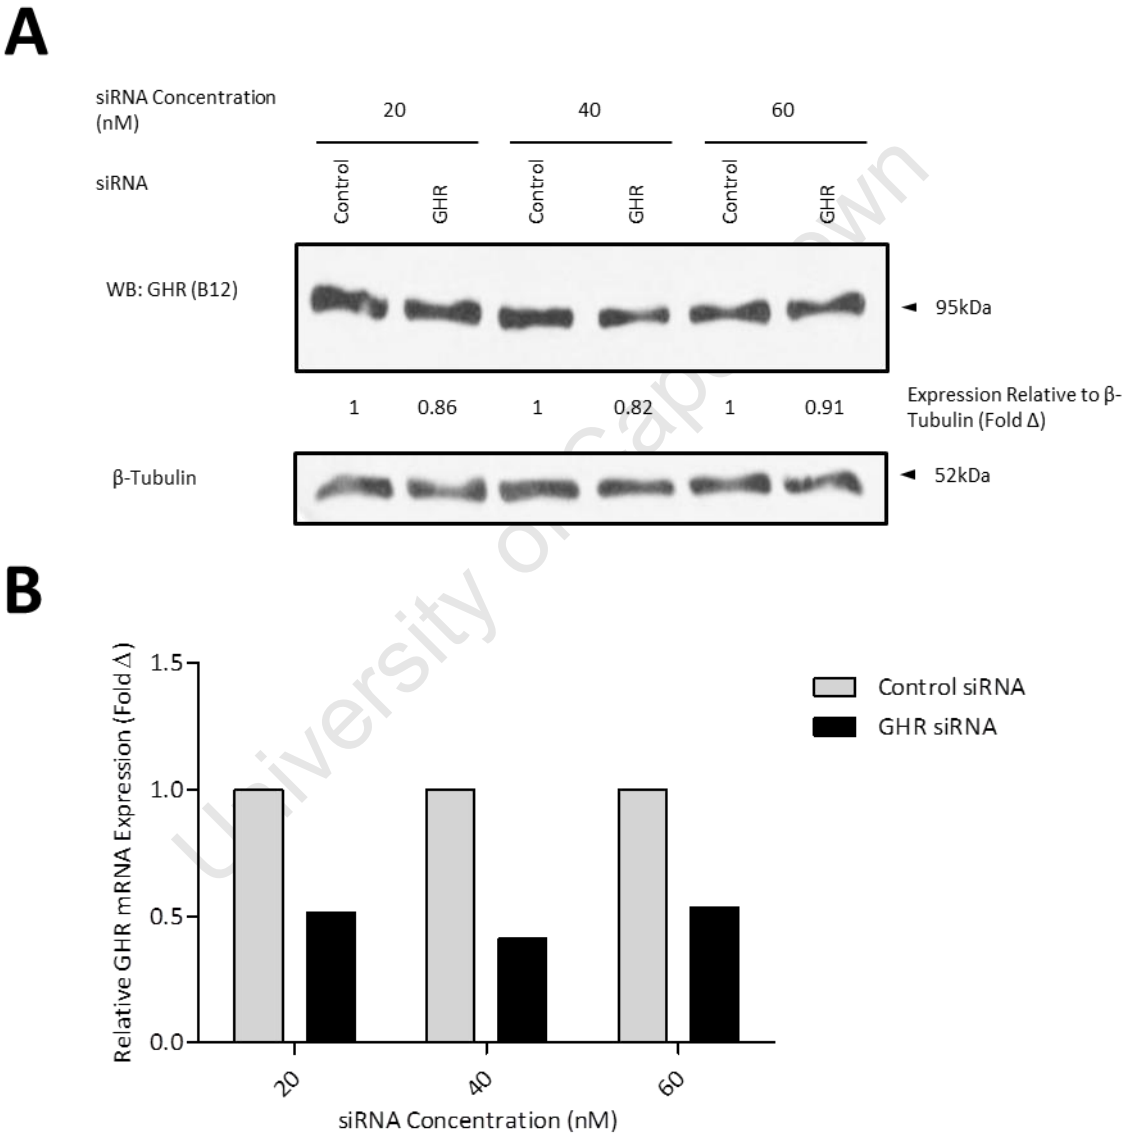 A
siRNA Concentration
(nM)
20
40
60
siRNA
Control
GHR
Control
GHR
Control
GHR
WB: GHR (B12)
95kDa
1
0.86
1
0.82
1
0.91
Expression Relative to β-
Tubulin (Fold Δ)
β-Tubulin
52kDa
B
Relative GHR mRNA Expression (Fold Δ)
1.5
1.0
0.5
0.0
20
40
60
siRNA Concentration (nM)
Control siRNA
GHR siRNA
University of Cape Town